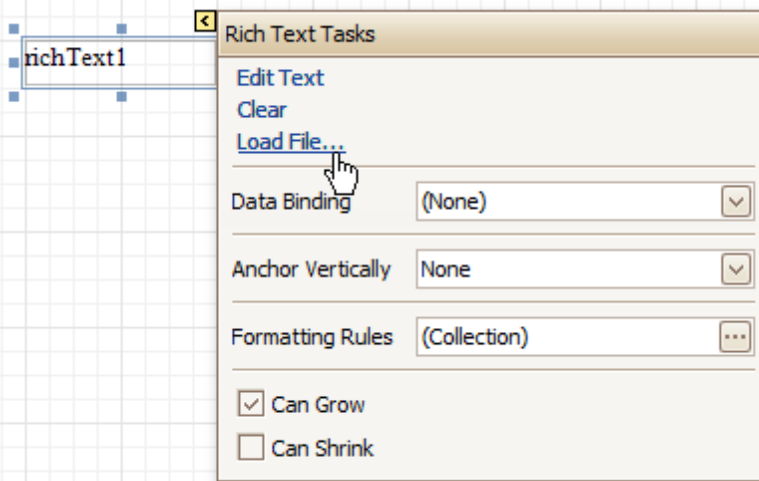 richText1
Rich Text Tasks
Edit Text
Clear
Load File...
Data Binding (None)
Anchor Vertically None
Formatting Rules (Collection)
Can Grow
Can Shrink